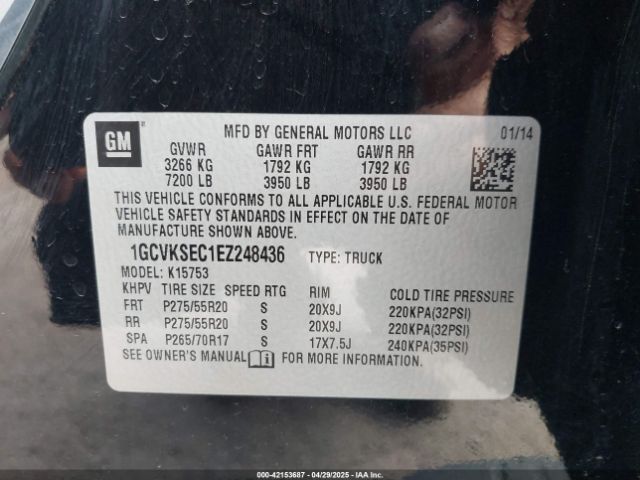 GM
MFD BY GENERAL MOTORS LLC 01/14
GVWR GAWR FRT GAWR RR
3266 KG 1792 KG 1792 KG
7200 LB 3950 LB 3950 LB
THIS VEHICLE CONFORMS TO ALL APPLICABLE U.S. FEDERAL MOTOR
VEHICLE SAFETY STANDARDS IN EFFECT ON THE DATE OF
MANUFACTURE SHOWN ABOVE.
1GCVKSEC1EZ248436 TYPE: TRUCK
MODEL: K15753
KHPV TIRE SIZE SPEED RTG RIM COLD TIRE PRESSURE
FRT P275/55R20 S 20X9J 220KPA(32PSI)
RR P275/55R20 S 20X9J 220KPA(32PSI)
SPA P265/70R17 S 17X7.5J 240KPA(35PSI)
SEE OWNER'S MANUAL FOR MORE INFORMATION.
000-42153687 - 04/29/2025 - IAAI.COM